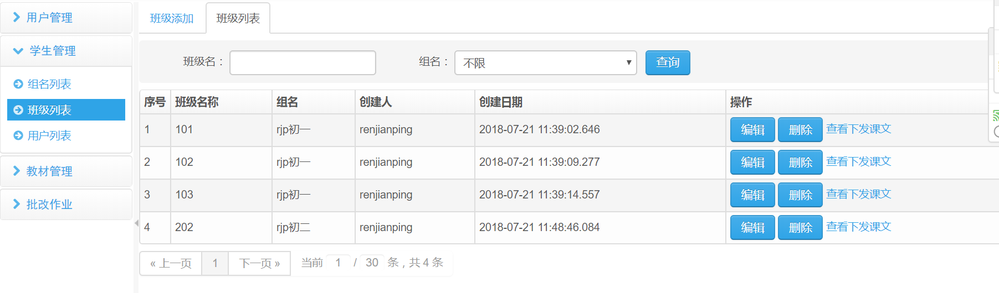 用户管理
学生管理
组名列表
班级列表
用户列表
教材管理
批改作业
班级添加 班级列表
班级名： 组名： 不限 查询
序号 班级名称 组名 创建人 创建日期 操作
1 101 rjp初一 renjianping 2018-07-21 11:39:02.646 编辑 删除 查看下发课文
2 102 rjp初一 renjianping 2018-07-21 11:39:09.277 编辑 删除 查看下发课文
3 103 rjp初一 renjianping 2018-07-21 11:39:14.557 编辑 删除 查看下发课文
4 202 rjp初二 renjianping 2018-07-21 11:48:46.084 编辑 删除 查看下发课文
« 上一页 1 下一页 » 当前 1 / 30 条，共 4 条